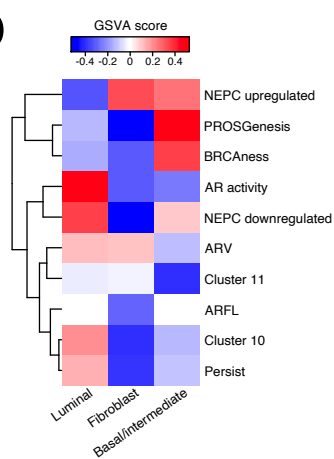 )
GSVA score
-0.4 -0.2 0 0.2 0.4
NEPC upregulated
PROSGenesis
BRCAness
AR activity
NEPC downregulated
ARV
Cluster 11
ARFL
Cluster 10
Persist
Luminal
Fibroblast
Basal/intermediate